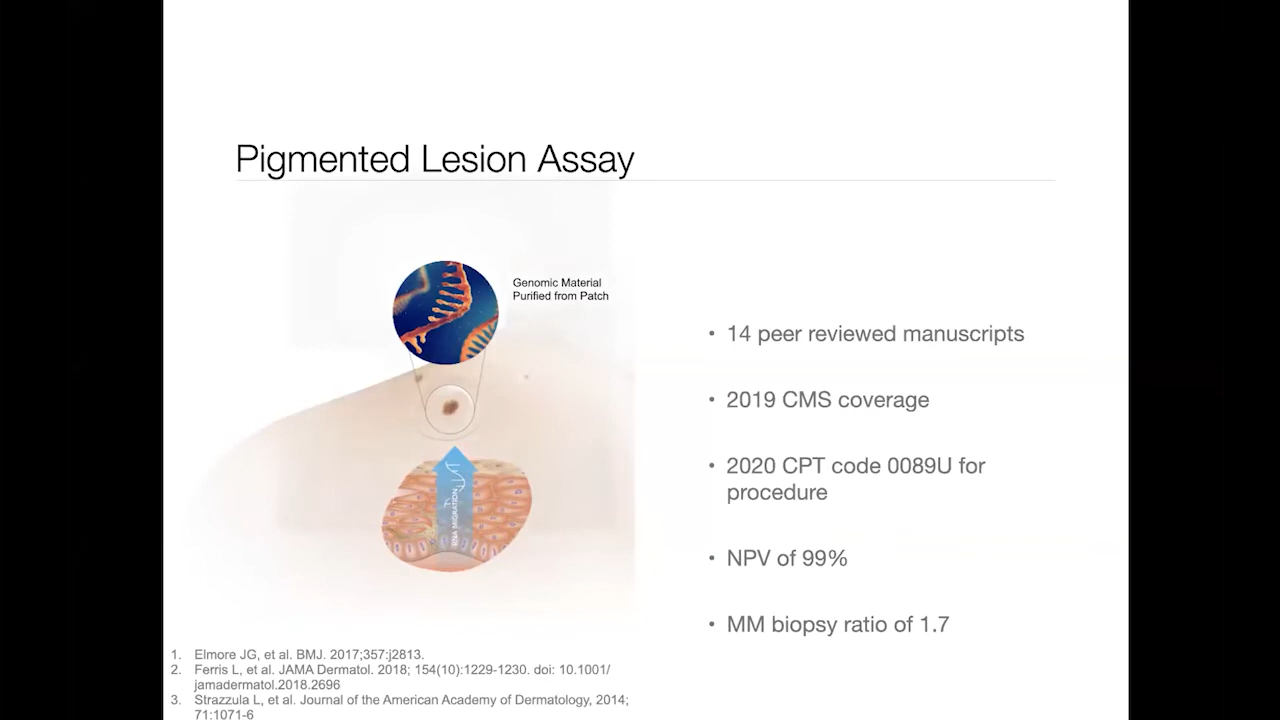 Pigmented Lesion Assay
Genomic Material
Purified from Patch
RNA MIGRATION
• 14 peer reviewed manuscripts
• 2019 CMS coverage
• 2020 CPT code 0089U for
procedure
• NPV of 99%
• MM biopsy ratio of 1.7
1. Elmore JG, et al. BMJ. 2017;357:j2813.
2. Ferris L, et al. JAMA Dermatol. 2018; 154(10):1229-1230. doi: 10.1001/
jamadermatol.2018.2696
3. Strazzula L, et al. Journal of the American Academy of Dermatology, 2014;
71:1071-6